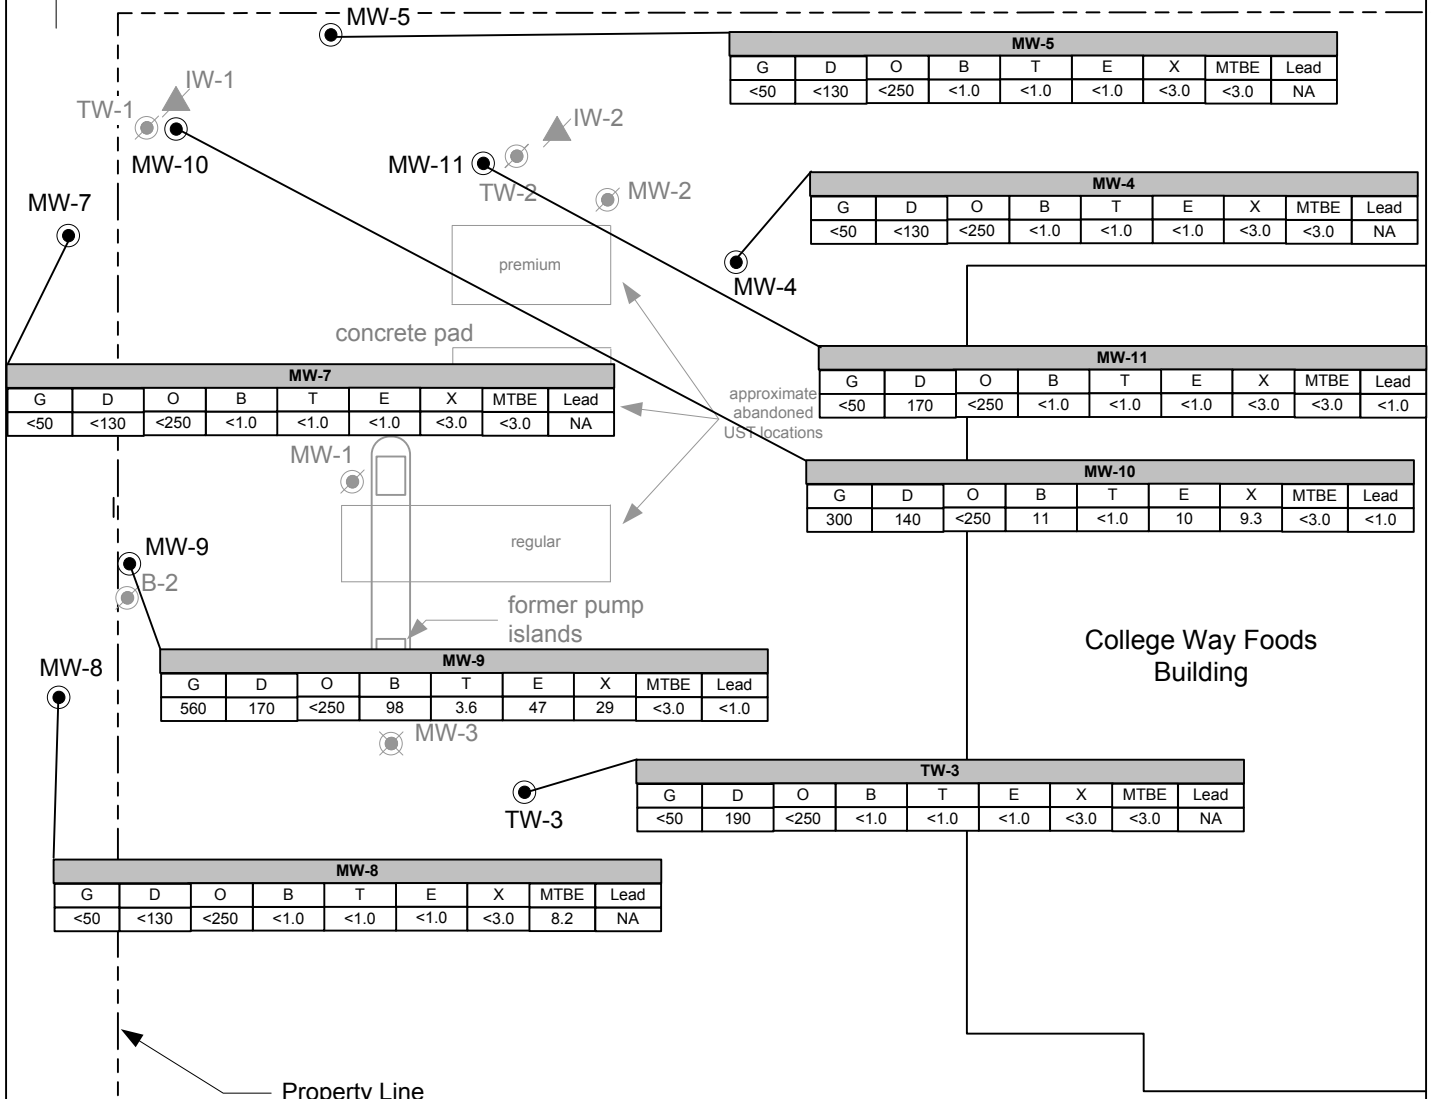 MW-5
MW-5
G D O B T E X MTBE Lead
<50 <130 <250 <1.0 <1.0 <1.0 <3.0 <3.0 NA
IW-1
TW-1
MW-10
IW-2
MW-11
TW-2
MW-2
MW-7
MW-4
G D O B T E X MTBE Lead
<50 <130 <250 <1.0 <1.0 <1.0 <3.0 <3.0 NA
MW-4
premium
concrete pad
MW-11
G D O B T E X MTBE Lead
<50 170 <250 <1.0 <1.0 <1.0 <3.0 <3.0 <1.0
MW-7
G D O B T E X MTBE Lead
<50 <130 <250 <1.0 <1.0 <1.0 <3.0 <3.0 NA
approximate
abandoned
UST locations
MW-1
MW-10
G D O B T E X MTBE Lead
300 140 <250 11 <1.0 10 9.3 <3.0 <1.0
regular
MW-9
B-2
former pump
islands
College Way Foods
Building
MW-9
G D O B T E X MTBE Lead
560 170 <250 98 3.6 47 29 <3.0 <1.0
MW-8
MW-3
TW-3
G D O B T E X MTBE Lead
<50 190 <250 <1.0 <1.0 <1.0 <3.0 <3.0 NA
TW-3
MW-8
G D O B T E X MTBE Lead
<50 <130 <250 <1.0 <1.0 <1.0 <3.0 8.2 NA
Property Line